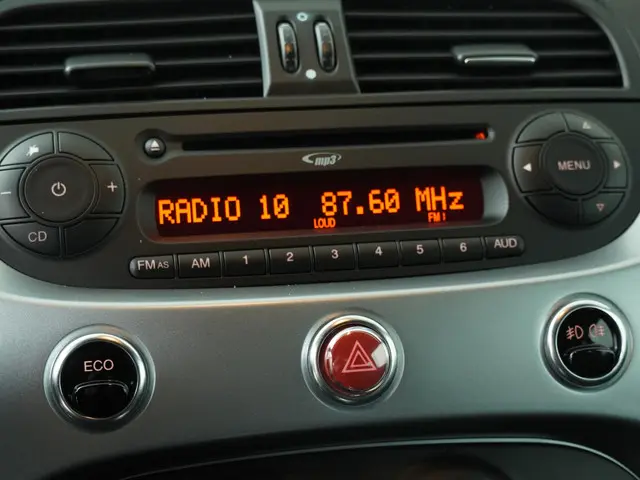 mp3
RADIO 10 87.60 MHz
LOUD FM1
CD
MENU
FM AS AM 1 2 3 4 5 6 AUD
ECO